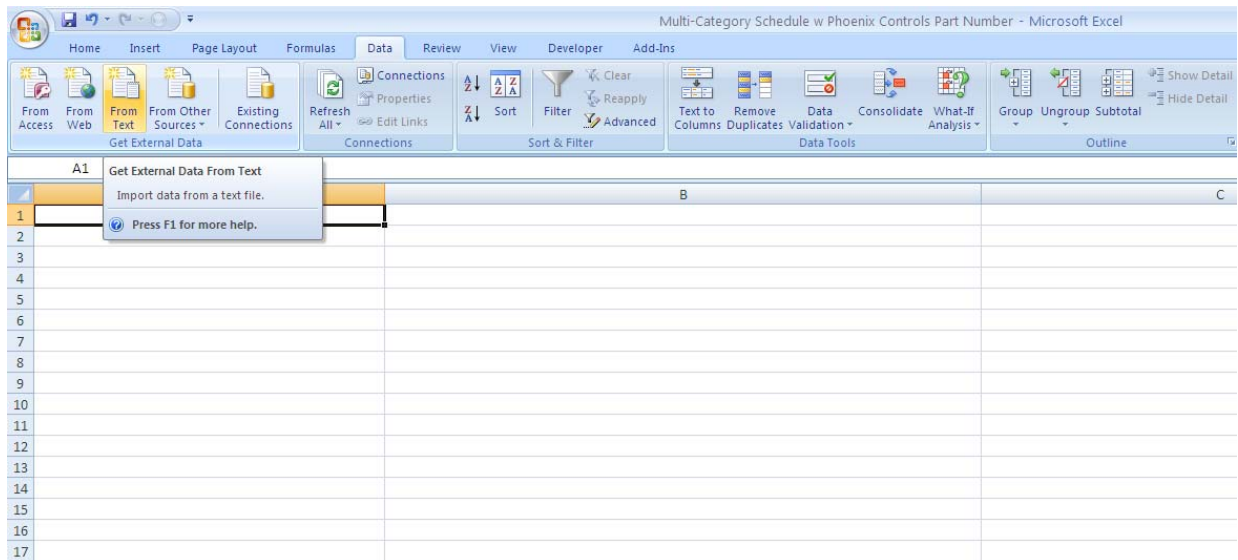 Multi-Category Schedule w Phoenix Controls Part Number - Microsoft Excel
Home Insert Page Layout Formulas Data Review View Developer Add-Ins
From Access
From Web
From Text
From Other Sources
Existing Connections
Get External Data
Refresh All
Connections
Properties
Edit Links
Connections
Sort
Filter
Clear
Reapply
Advanced
Sort & Filter
Text to Columns
Remove Duplicates
Data Validation
Consolidate
What-If Analysis
Data Tools
Group
Ungroup
Subtotal
Show Detail
Hide Detail
Outline
A1
Get External Data From Text
Import data from a text file.
Press F1 for more help.
B C
1
2
3
4
5
6
7
8
9
10
11
12
13
14
15
16
17